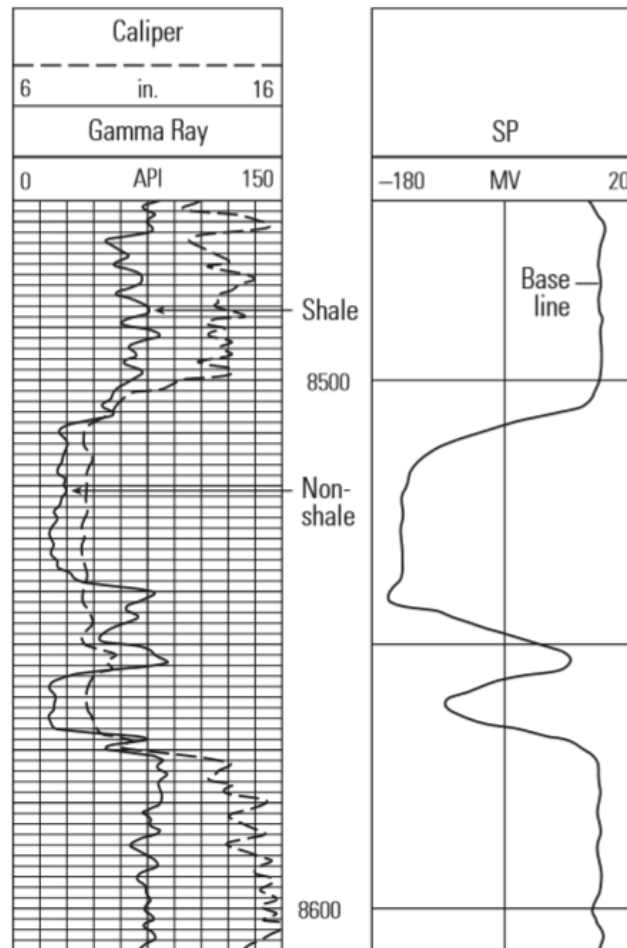 Caliper
6 in. 16
Gamma Ray
0 API 150
SP
–180 MV 20
Shale
Base
line
8500
Non-
shale
8600